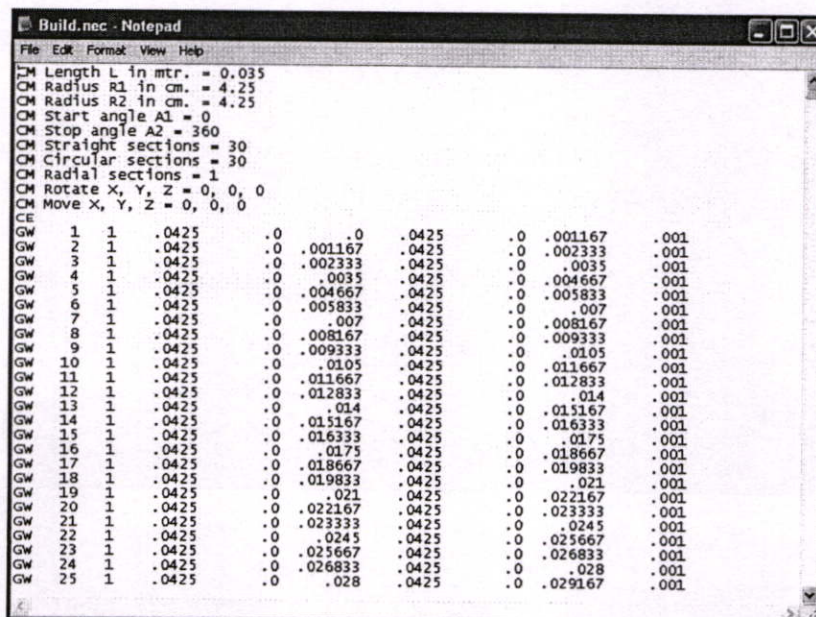 Build.nec - Notepad
File Edit Format View Help
CM Length L in mtr. = 0.035
CM Radius R1 in cm. = 4.25
CM Radius R2 in cm. = 4.25
CM Start angle A1 = 0
CM Stop angle A2 = 360
CM Straight sections = 30
CM Circular sections = 30
CM Radial sections = 1
CM Rotate X, Y, Z = 0, 0, 0
CM Move X, Y, Z = 0, 0, 0
CE
GW 1 1 .0425 .0 .0 .0425 .0 .001167 .001
GW 2 1 .0425 .0 .001167 .0425 .0 .002333 .001
GW 3 1 .0425 .0 .002333 .0425 .0 .0035 .001
GW 4 1 .0425 .0 .0035 .0425 .0 .004667 .001
GW 5 1 .0425 .0 .004667 .0425 .0 .005833 .001
GW 6 1 .0425 .0 .005833 .0425 .0 .007 .001
GW 7 1 .0425 .0 .007 .0425 .0 .008167 .001
GW 8 1 .0425 .0 .008167 .0425 .0 .009333 .001
GW 9 1 .0425 .0 .009333 .0425 .0 .0105 .001
GW 10 1 .0425 .0 .0105 .0425 .0 .011667 .001
GW 11 1 .0425 .0 .011667 .0425 .0 .012833 .001
GW 12 1 .0425 .0 .012833 .0425 .0 .014 .001
GW 13 1 .0425 .0 .014 .0425 .0 .015167 .001
GW 14 1 .0425 .0 .015167 .0425 .0 .016333 .001
GW 15 1 .0425 .0 .016333 .0425 .0 .0175 .001
GW 16 1 .0425 .0 .0175 .0425 .0 .018667 .001
GW 17 1 .0425 .0 .018667 .0425 .0 .019833 .001
GW 18 1 .0425 .0 .019833 .0425 .0 .021 .001
GW 19 1 .0425 .0 .021 .0425 .0 .022167 .001
GW 20 1 .0425 .0 .022167 .0425 .0 .023333 .001
GW 21 1 .0425 .0 .023333 .0425 .0 .0245 .001
GW 22 1 .0425 .0 .0245 .0425 .0 .025667 .001
GW 23 1 .0425 .0 .025667 .0425 .0 .026833 .001
GW 24 1 .0425 .0 .026833 .0425 .0 .028 .001
GW 25 1 .0425 .0 .028 .0425 .0 .029167 .001